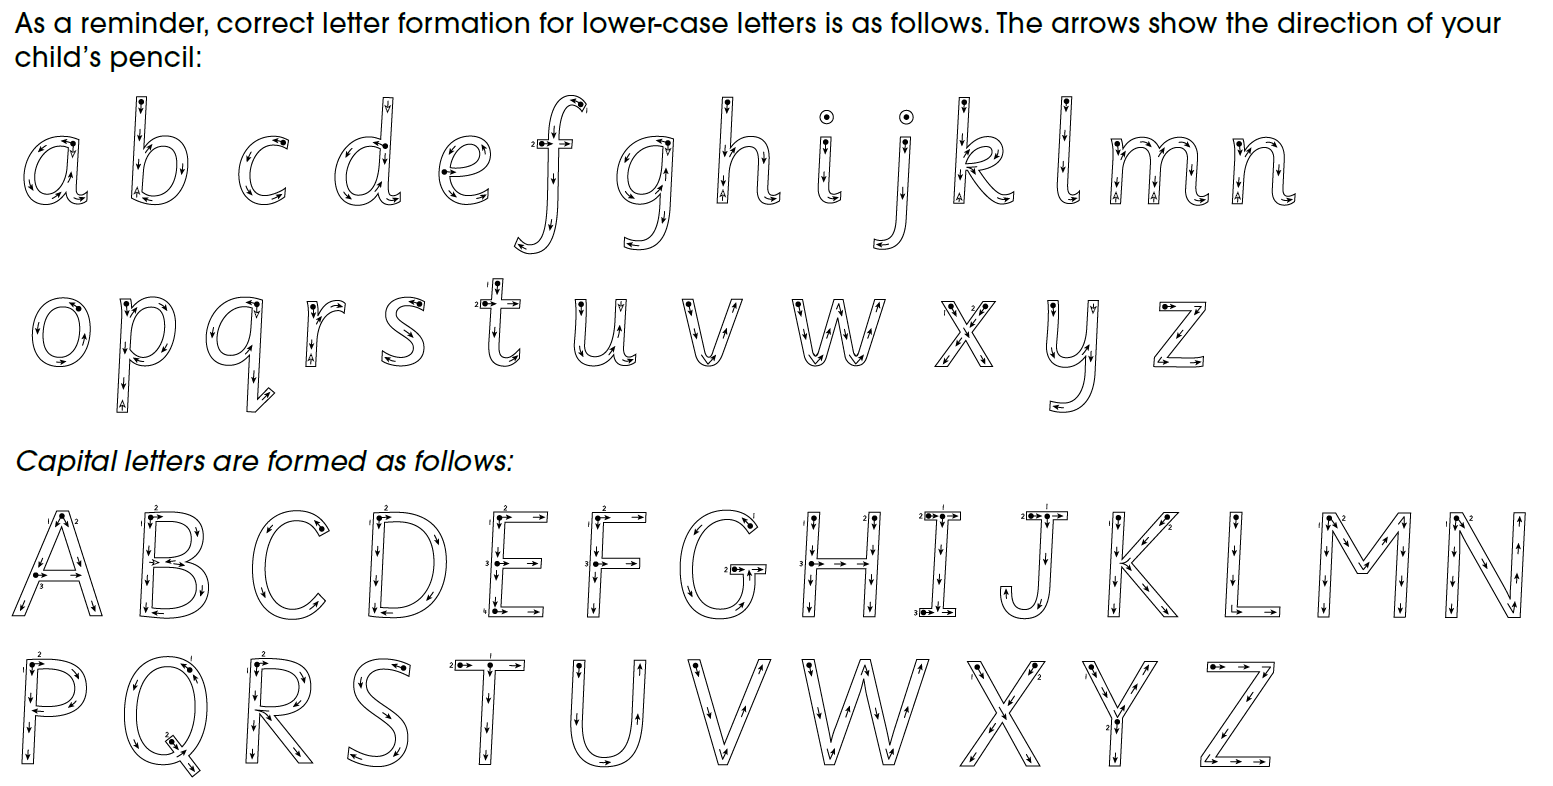 As a reminder, correct letter formation for lower-case letters is as follows. The arrows show the direction of your
child's pencil:
a b c d e f g h i j k l m n
o p q r s t u v w x y z
Capital letters are formed as follows:
A B C D E F G H I J K L M N
P Q R S T U V W X Y Z